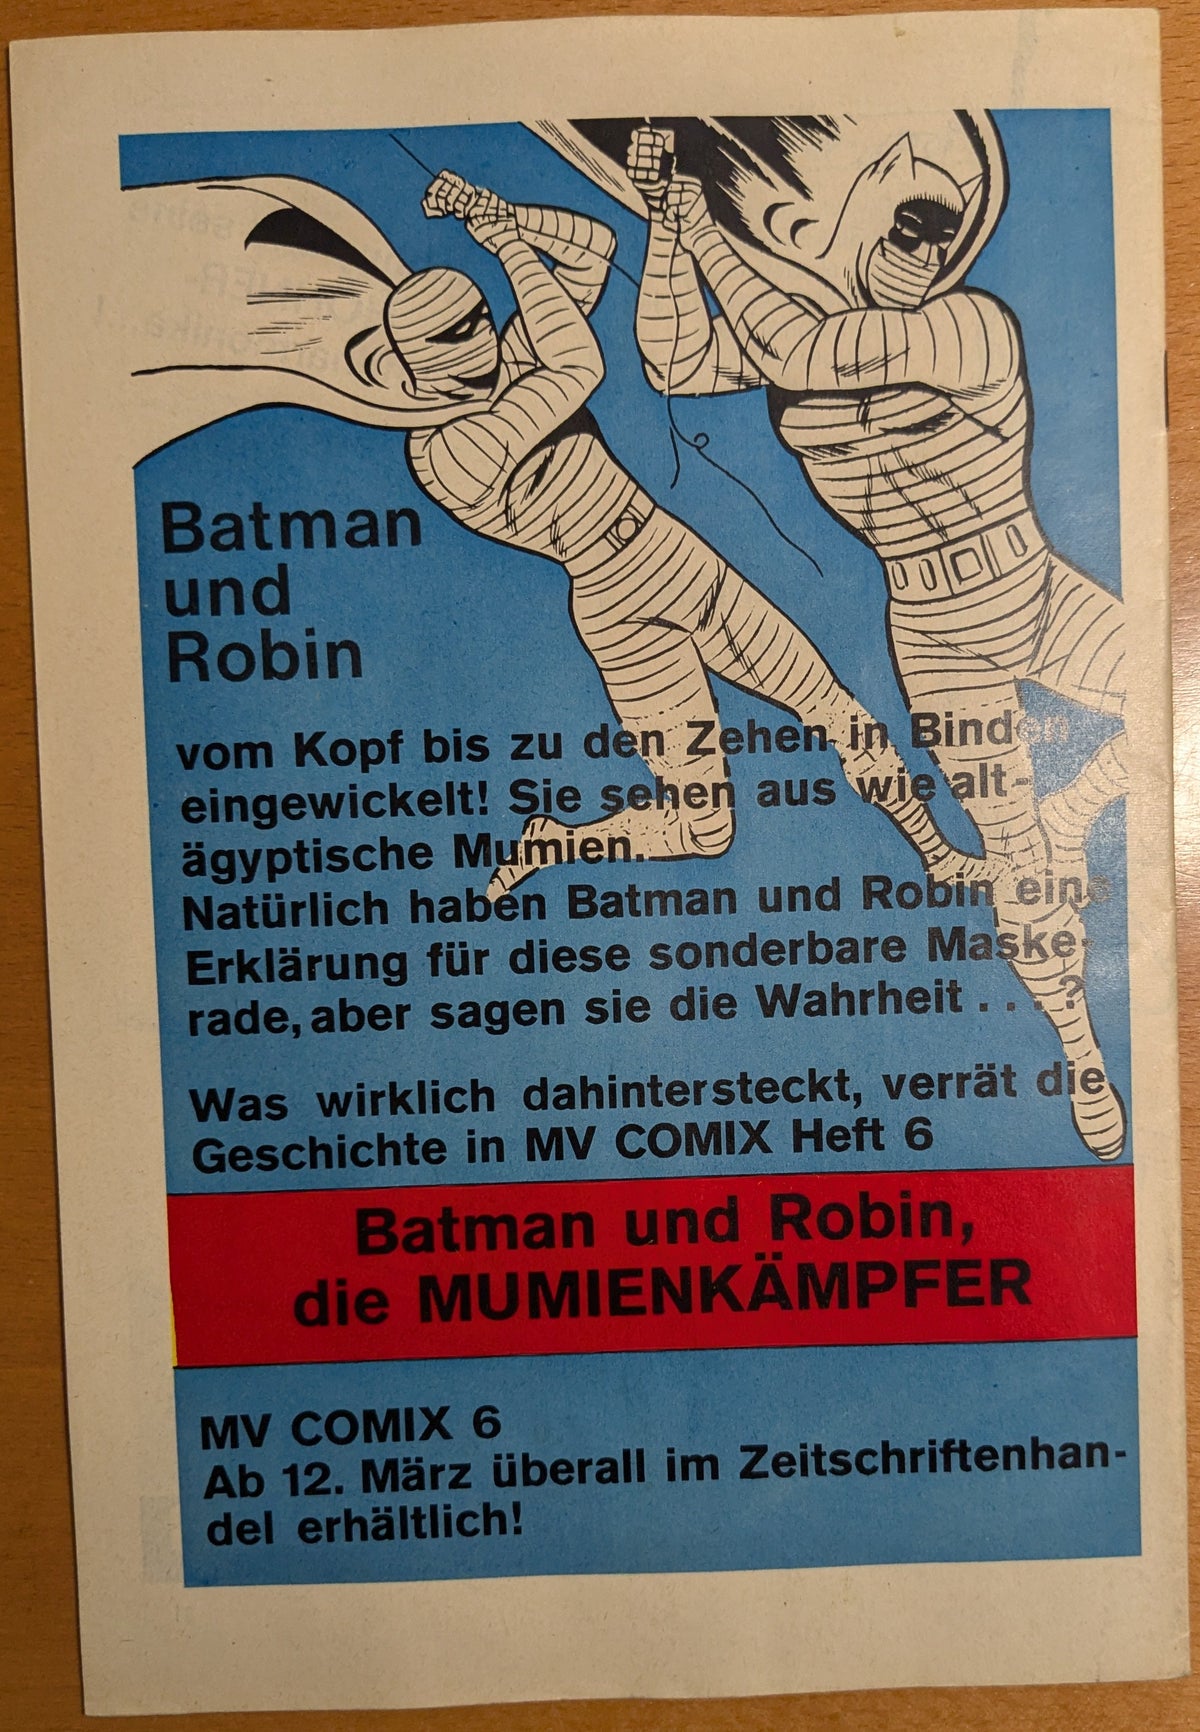 Batman
und
Robin
vom Kopf bis zu den Zehen in Binden
eingewickelt! Sie sehen aus wie alt-
ägyptische Mumien.
Natürlich haben Batman und Robin eine
Erklärung für diese sonderbare Maske-
rade, aber sagen sie die Wahrheit . . . ?
Was wirklich dahintersteckt, verrät die
Geschichte in MV COMIX Heft 6
Batman und Robin,
die MUMIENKÄMPFER
MV COMIX 6
Ab 12. März überall im Zeitschriftenhan-
del erhältlich!